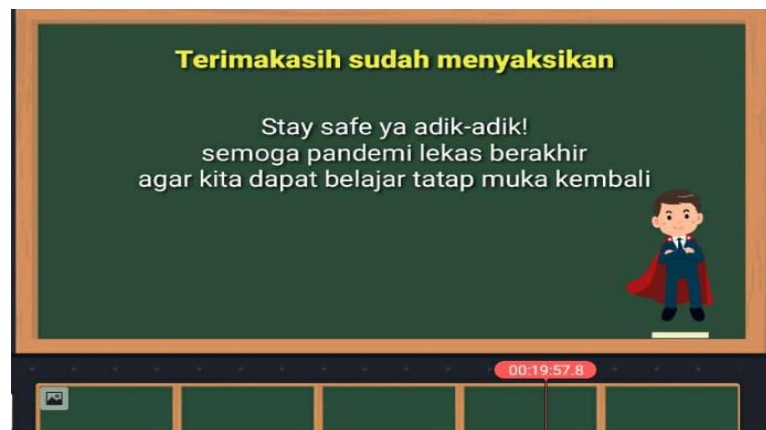 Terimakasih sudah menyaksikan
Stay safe ya adik-adik!
semoga pandemi lekas berakhir
agar kita dapat belajar tatap muka kembali
00:19:57.8